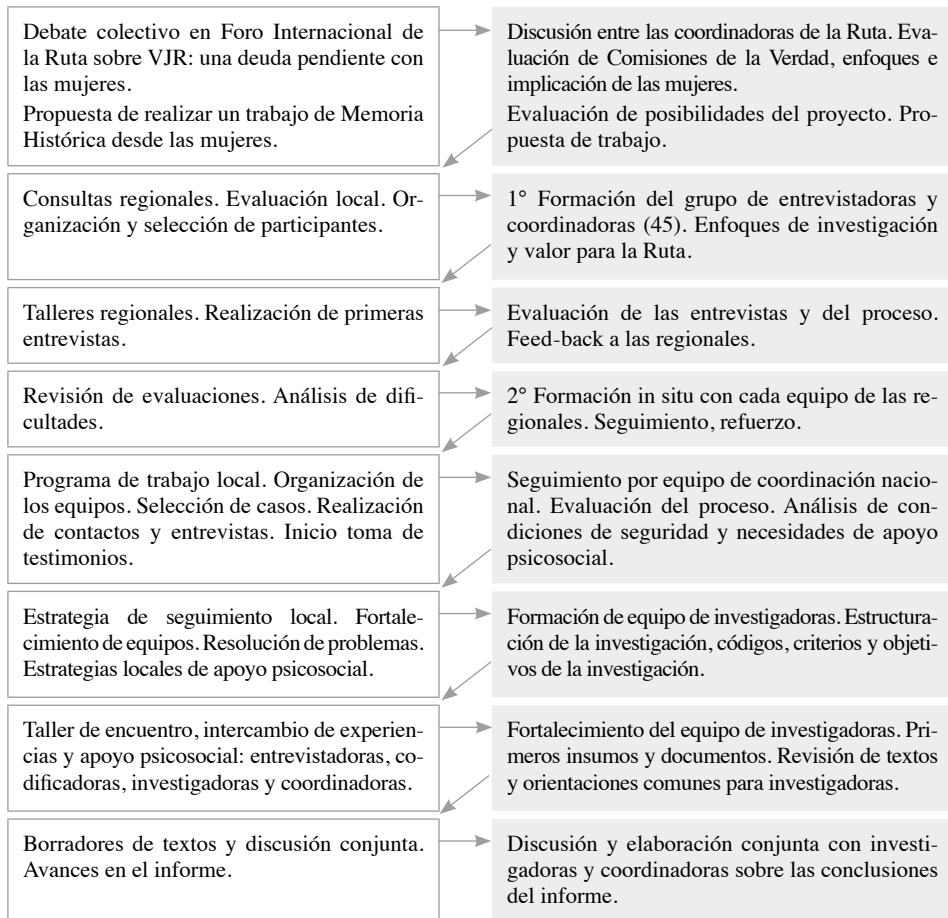 Debate colectivo en Foro Internacional de
la Ruta sobre VJR: una deuda pendiente con
las mujeres.
Propuesta de realizar un trabajo de Memoria
Histórica desde las mujeres.
Discusión entre las coordinadoras de la Ruta. Eva-
luación de Comisiones de la Verdad, enfoques e
implicación de las mujeres.
Evaluación de posibilidades del proyecto. Pro-
puesta de trabajo.
Consultas regionales. Evaluación local. Or-
ganización y selección de participantes.
1° Formación del grupo de entrevistadoras y
coordinadoras (45). Enfoques de investigación
y valor para la Ruta.
Talleres regionales. Realización de primeras
entrevistas.
Evaluación de las entrevistas y del proceso.
Feed-back a las regionales.
Revisión de evaluaciones. Análisis de difi-
cultades.
2° Formación in situ con cada equipo de las re-
gionales. Seguimiento, refuerzo.
Programa de trabajo local. Organización de
los equipos. Selección de casos. Realización
de contactos y entrevistas. Inicio toma de
testimonios.
Seguimiento por equipo de coordinación nacio-
nal. Evaluación del proceso. Análisis de con-
diciones de seguridad y necesidades de apoyo
psicosocial.
Estrategia de seguimiento local. Fortale-
cimiento de equipos. Resolución de problemas.
Estrategias locales de apoyo psicosocial.
Formación de equipo de investigadoras. Estructura-
ción de la investigación, códigos, criterios y objeti-
vos de la investigación.
Taller de encuentro, intercambio de experien-
cias y apoyo psicosocial: entrevistadoras, co-
dificadoras, investigadoras y coordinadoras.
Fortalecimiento del equipo de investigadoras. Pri-
meros insumos y documentos. Revisión de textos
y orientaciones comunes para investigadoras.
Borradores de textos y discusión conjunta.
Avances en el informe.
Discusión y elaboración conjunta con investi-
gadoras y coordinadoras sobre las conclusiones
del informe.